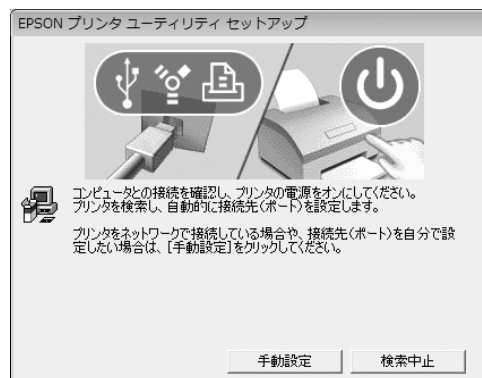 EPSON プリンタ ユーティリティ セットアップ
コンピュータとの接続を確認し、プリンタの電源をオンにしてください。
プリンタを検索し、自動的に接続先(ポート)を設定します。
プリンタをネットワークで接続している場合や、接続先(ポート)を自分で設
定したい場合は、[手動設定]をクリックしてください。
手動設定
検索中止